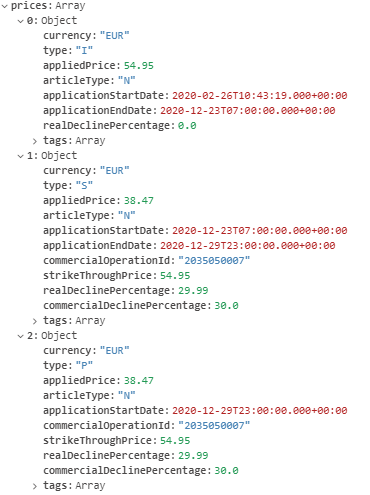 prices: Array
0: Object
currency: "EUR"
type: "I"
appliedPrice: 54.95
articleType: "N"
applicationStartDate: 2020-02-26T10:43:19.000+00:00
applicationEndDate: 2020-12-23T07:00:00.000+00:00
realDeclinePercentage: 0.0
tags: Array
1: Object
currency: "EUR"
type: "S"
appliedPrice: 38.47
articleType: "N"
applicationStartDate: 2020-12-23T07:00:00.000+00:00
applicationEndDate: 2020-12-29T23:00:00.000+00:00
commercialOperationId: "2035050007"
strikeThroughPrice: 54.95
realDeclinePercentage: 29.99
commercialDeclinePercentage: 30.0
tags: Array
2: Object
currency: "EUR"
type: "P"
appliedPrice: 38.47
articleType: "N"
applicationStartDate: 2020-12-29T23:00:00.000+00:00
commercialOperationId: "2035050007"
strikeThroughPrice: 54.95
realDeclinePercentage: 29.99
commercialDeclinePercentage: 30.0
tags: Array